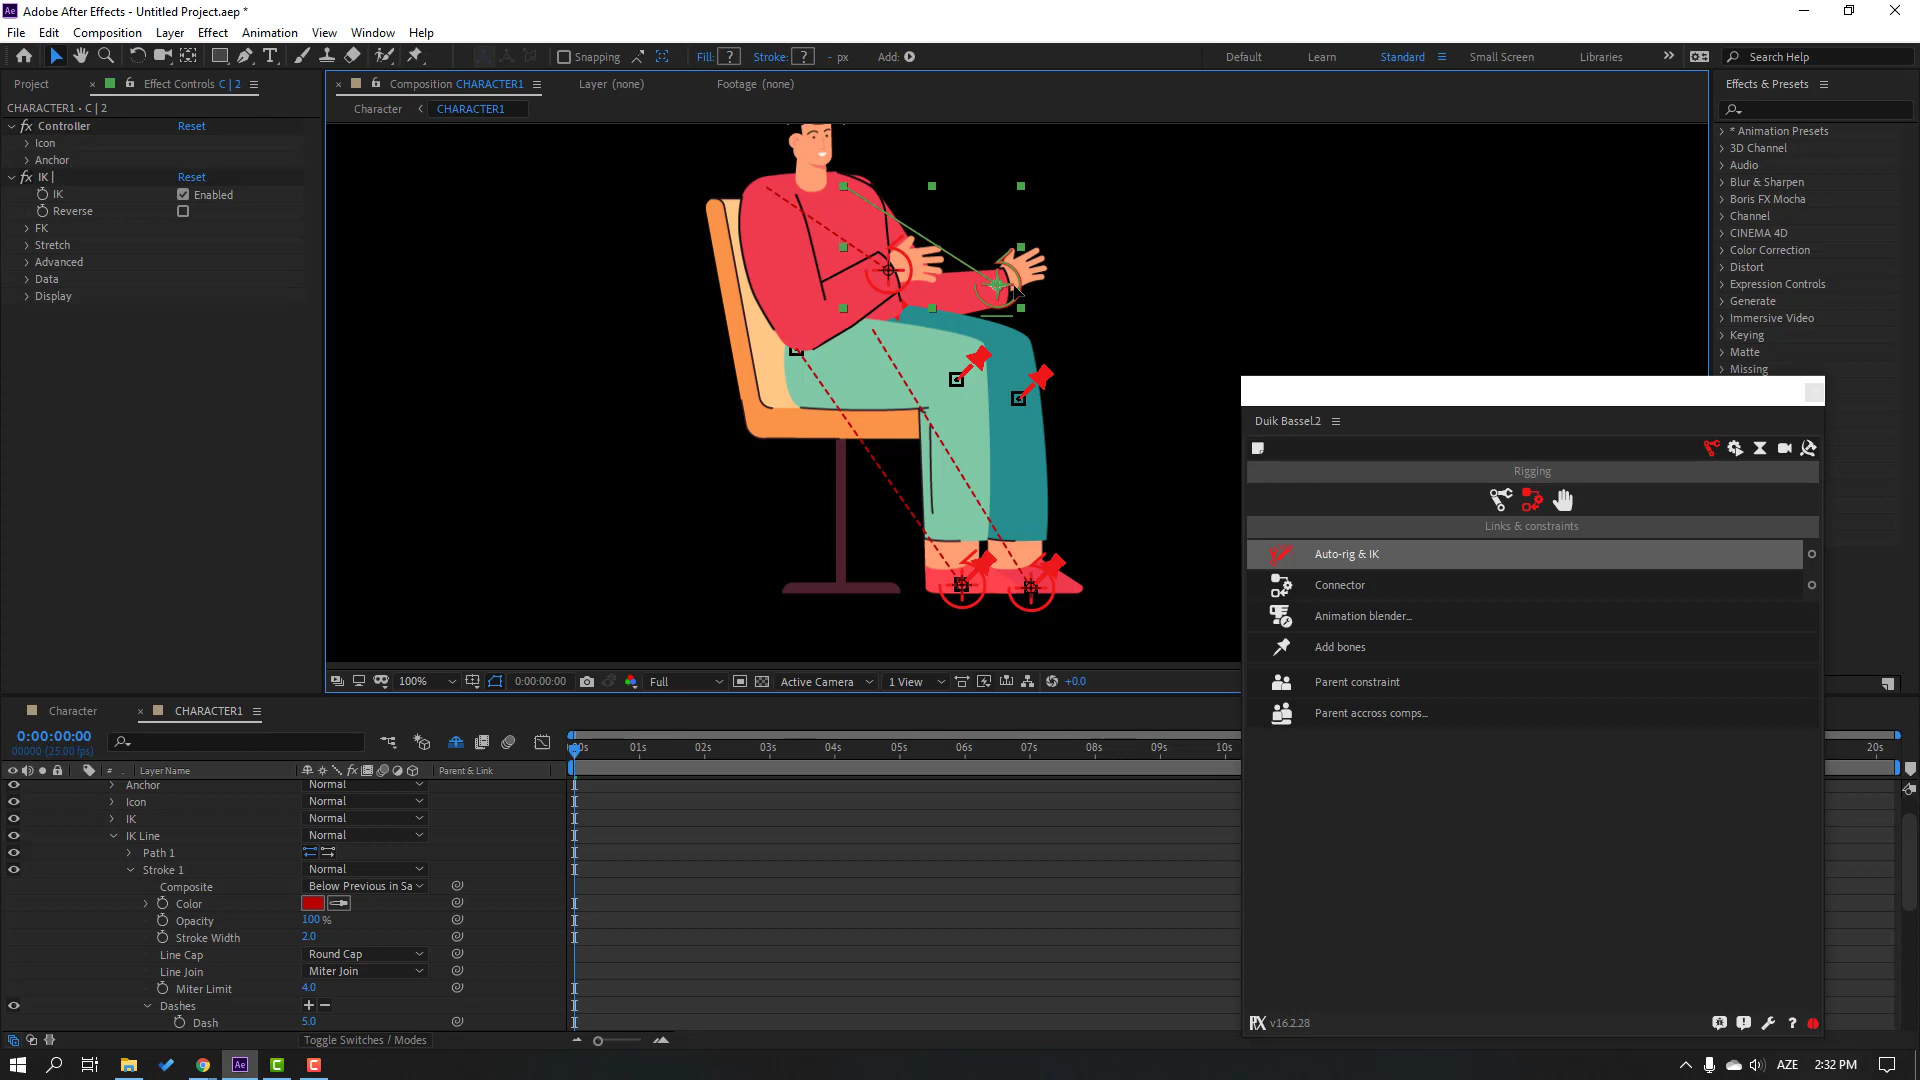 Adobe After Effects - Untitled Project.aep *
File Edit Composition Layer Effect Animation View Window Help
Snapping Fill: ? Stroke: ? - px Add: Default Learn Standard Small Screen Libraries Search Help
Project Effect Controls C | 2 Composition CHARACTER1 Layer (none) Footage (none) Effects & Presets
CHARACTER1 • C | 2 Character CHARACTER1
fx Controller Reset
Icon
Anchor
fx IK | Reset
IK Enabled
Reverse
FK
Stretch
Advanced
Data
Display
* Animation Presets
3D Channel
Audio
Blur & Sharpen
Boris FX Mocha
Channel
CINEMA 4D
Color Correction
Distort
Expression Controls
Generate
Immersive Video
Keying
Matte
Missing
Duik Bassel.2
Rigging
Links & constraints
Auto-rig & IK
Connector
Animation blender...
Add bones
Parent constraint
Parent accross comps...
v16.2.28
100% 0:00:00:00 Full Active Camera 1 View +0.0
Character CHARACTER1
0:00:00:00
00000 (25.00 fps)
00s 01s 02s 03s 04s 05s 06s 07s 08s 09s 10s 20s
# Layer Name fx Parent & Link
Anchor Normal
Icon Normal
IK Normal
IK Line Normal
Path 1
Stroke 1 Normal
Composite Below Previous in Sa
Color
Opacity 100 %
Stroke Width 2.0
Line Cap Round Cap
Line Join Miter Join
Miter Limit 4.0
Dashes + -
Dash 5.0
Toggle Switches / Modes
Ae AZE 2:32 PM